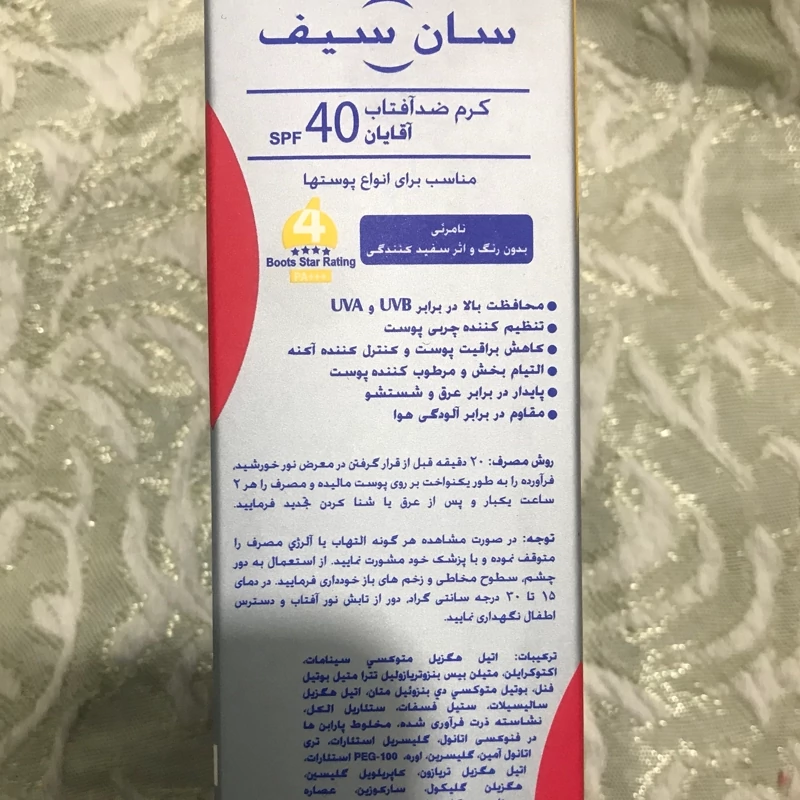 سان سیف
کرم ضدآفتاب
آقایان
SPF 40
مناسب برای انواع پوستها
نامرئی
بدون رنگ و اثر سفید کنندگی
4
Boots Star Rating
PA+++
● محافظت بالا در برابر UVB و UVA
● تنظیم کننده چربی پوست
● کاهش براقیت پوست و کنترل کننده آکنه
● التیام بخش و مرطوب کننده پوست
● پایدار در برابر عرق و شستشو
● مقاوم در برابر آلودگی هوا
روش مصرف: ۲۰ دقیقه قبل از قرار گرفتن در معرض نور خورشید،
فرآورده را به طور یکنواخت بر روی پوست مالیده و مصرف را هر ۲
ساعت یکبار و پس از عرق یا شنا کردن تجدید فرمایید.
توجه: در صورت مشاهده هر گونه التهاب یا آلرژي مصرف را
متوقف نموده و با پزشک خود مشورت نمایید. از استعمال به دور
چشم، سطوح مخاطی و زخم های باز خودداری فرمایید. در دمای
۱۵ تا ۳۰ درجه سانتی گراد، دور از تابش نور آفتاب و دسترس
اطفال نگهداری نمایید.
ترکیبات: اتیل هگزیل متوکسي سینامات،
اکتوکرایلن، متیلن بیس بنزوتریازولیل تترا متیل بوتیل
فنل، بوتیل متوکسي دي بنزوئیل متان، اتیل هگزیل
سالیسیلات، ستیل فسفات، ستئاریل الکل،
نشاسته ذرت فرآوری شده، مخلوط پارابن ها
در فنوکسی اتانول، گلیسریل استئارات، تری
اتانول آمین، گلیسرین، اوره، PEG-100 استئارات،
اتیل هگزیل تریازون، کاپریلویل گلیسین،
هگزیلن گلیکول، سارکوزین، عصاره